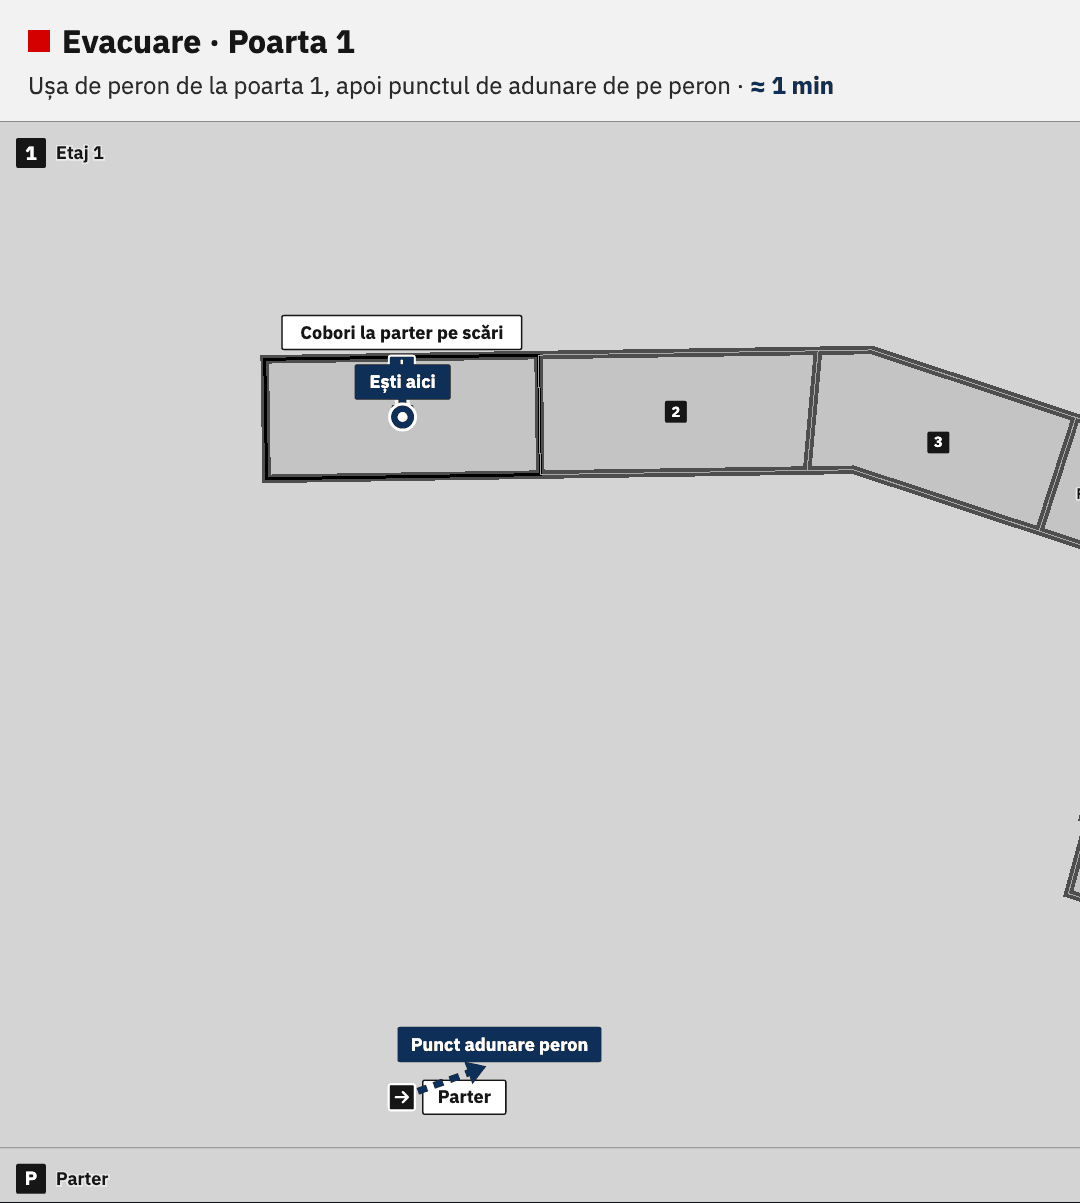 Evacuare · Poarta 1
Ușa de peron de la poarta 1, apoi punctul de adunare de pe peron · ≈ 1 min
1 Etaj 1
Cobori la parter pe scări
Ești aici
2
3
Punct adunare peron
Parter
P Parter